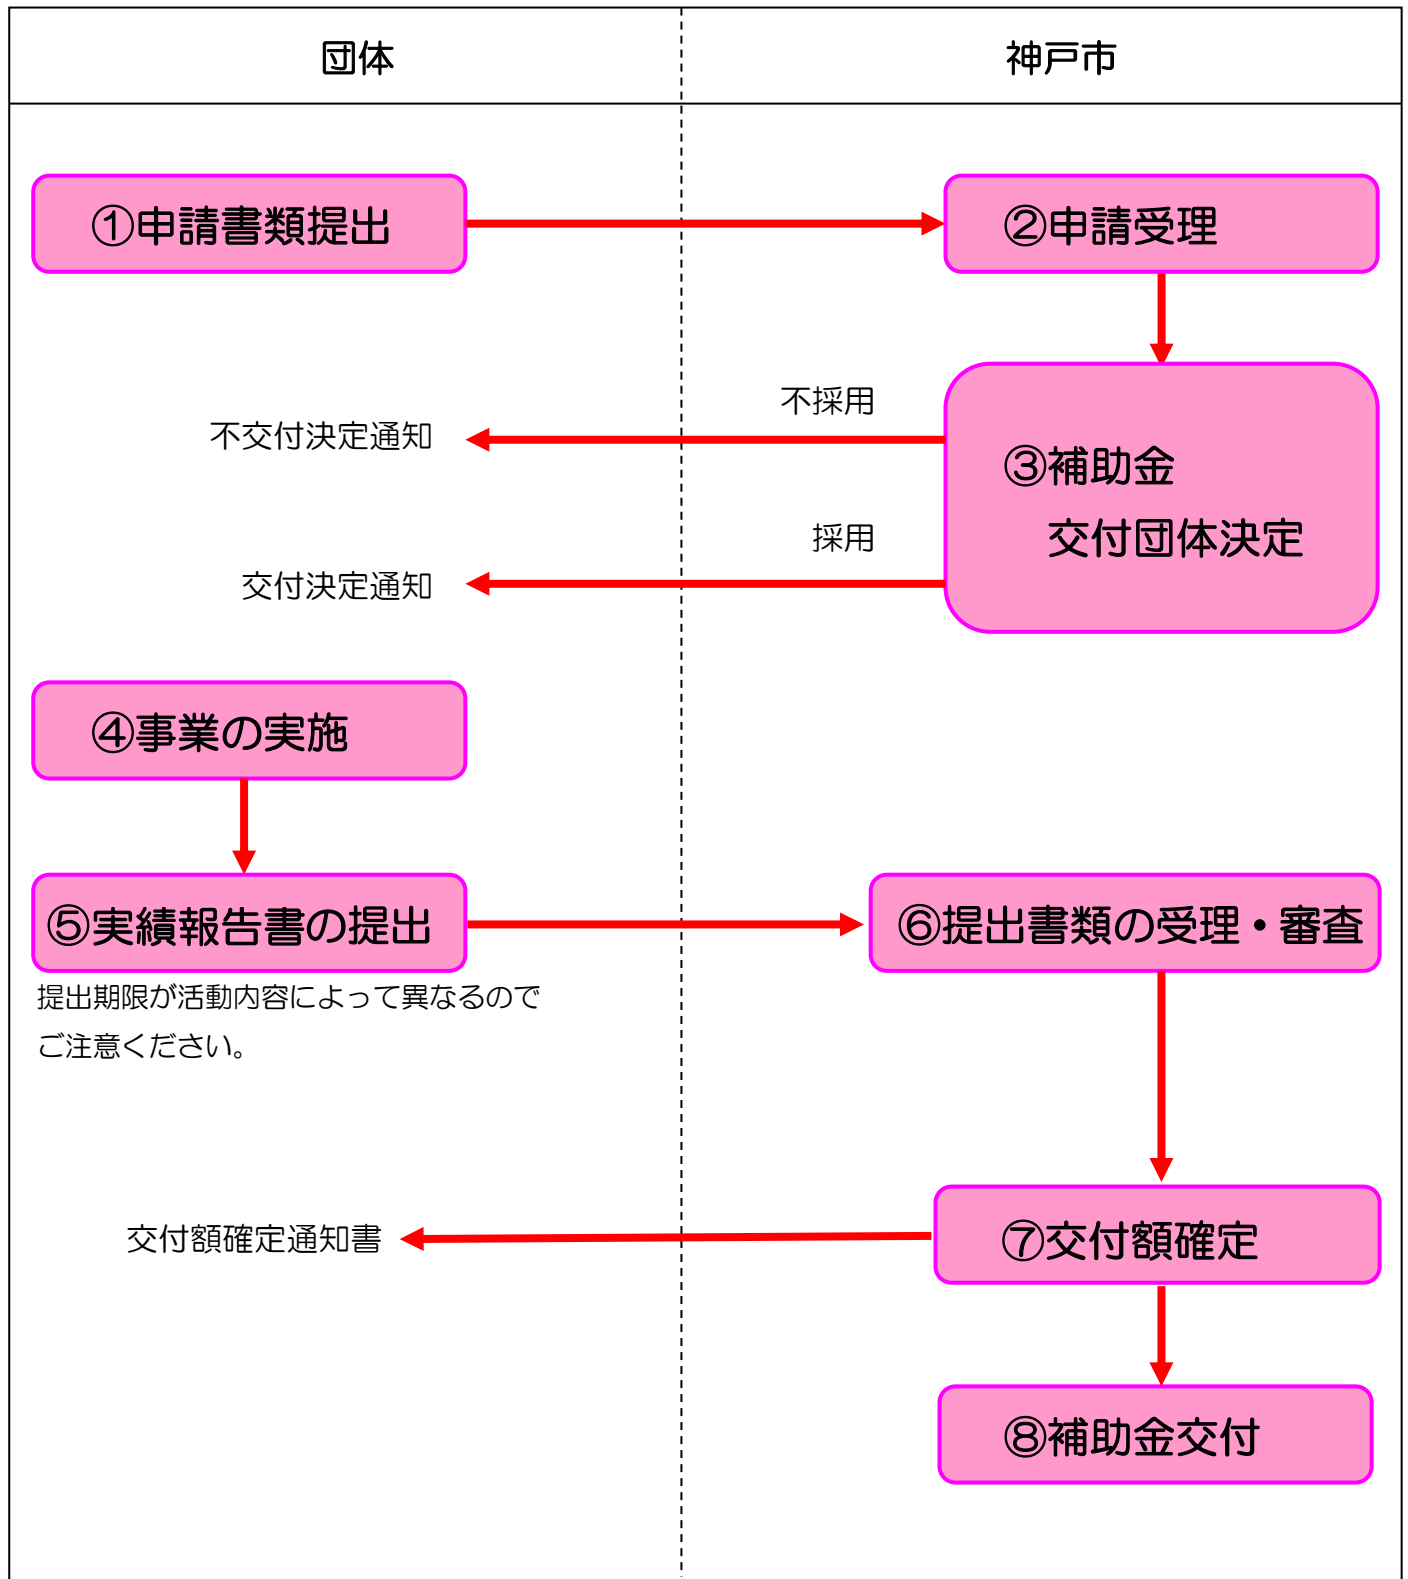 団体
神戸市
①申請書類提出
②申請受理
不採用
不交付決定通知
③補助金
交付団体決定
採用
交付決定通知
④事業の実施
⑤実績報告書の提出
⑥提出書類の受理・審査
提出期限が活動内容によって異なるので
ご注意ください。
交付額確定通知書
⑦交付額確定
⑧補助金交付